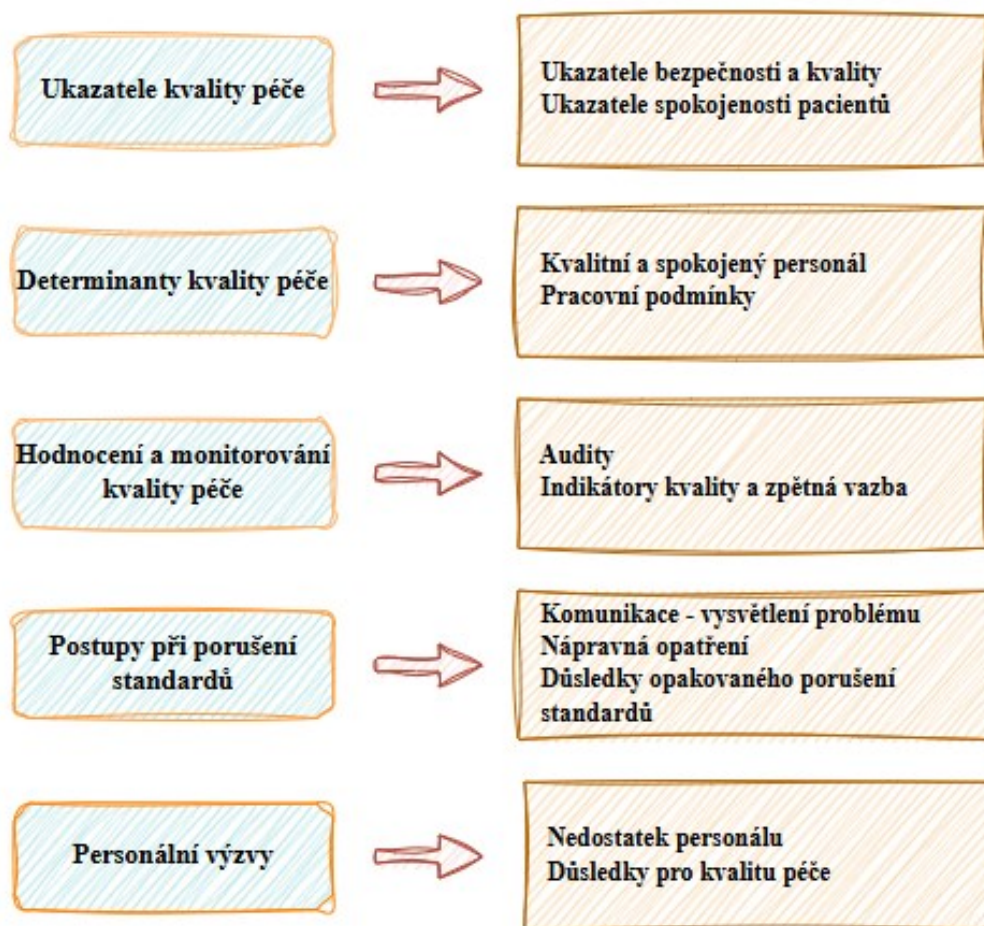 Ukazatele kvality péče
Ukazatele bezpečnosti a kvality
Ukazatele spokojenosti pacientů
Determinanty kvality péče
Kvalitní a spokojený personál
Pracovní podmínky
Hodnocení a monitorování
kvality péče
Audity
Indikátory kvality a zpětná vazba
Postupy při porušení
standardů
Komunikace - vysvětlení problému
Nápravná opatření
Důsledky opakovaného porušení
standardů
Personální výzvy
Nedostatek personálu
Důsledky pro kvalitu péče